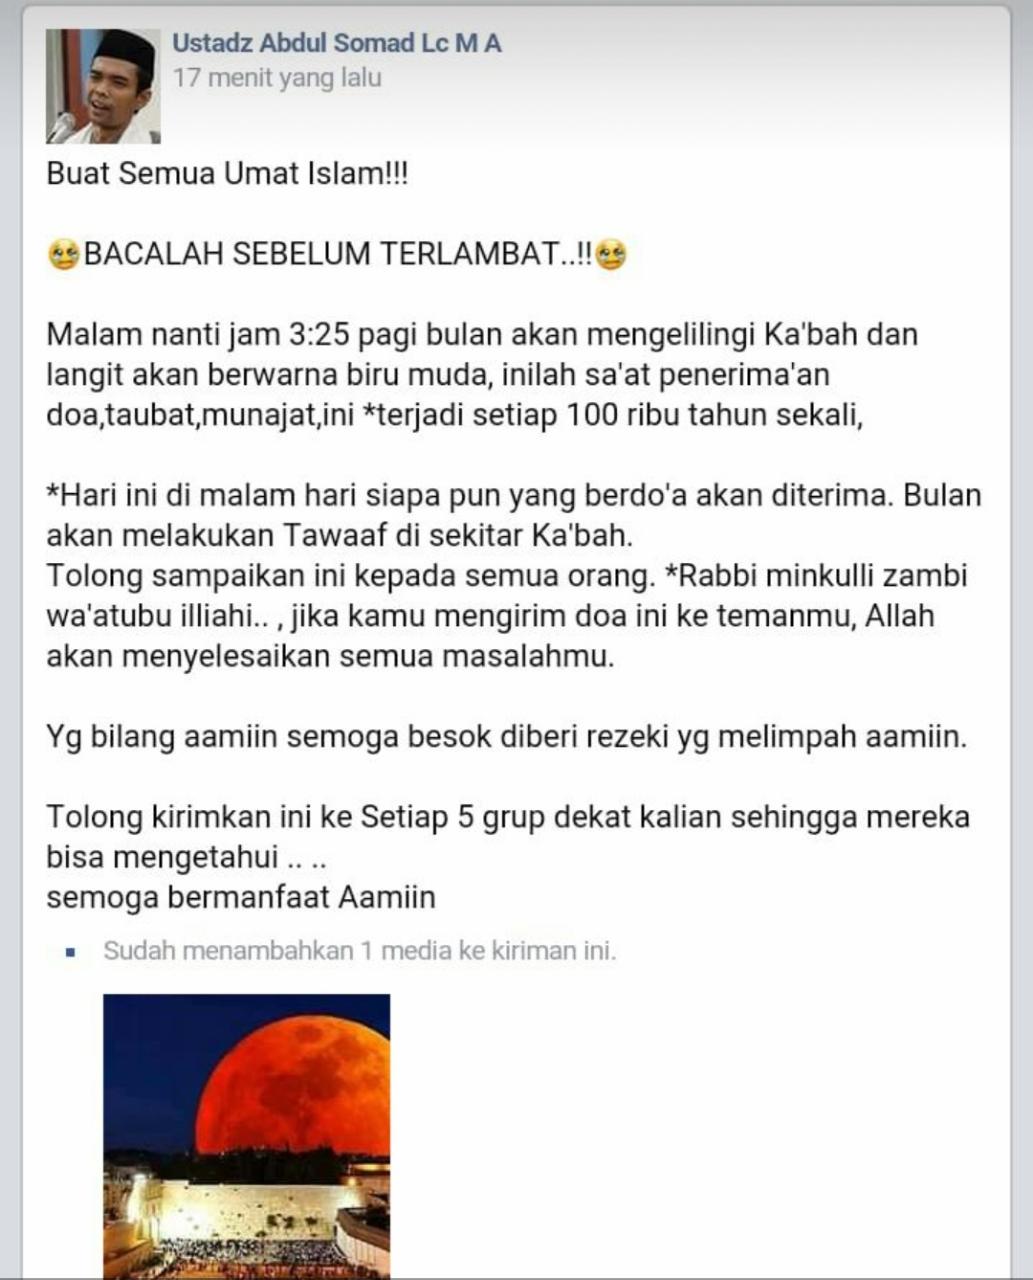 Ustadz Abdul Somad Lc M A
17 menit yang lalu
Buat Semua Umat Islam!!!
😢BACALAH SEBELUM TERLAMBAT..!!😢
Malam nanti jam 3:25 pagi bulan akan mengelilingi Ka'bah dan
langit akan berwarna biru muda, inilah sa'at penerima'an
doa,taubat,munajat,ini *terjadi setiap 100 ribu tahun sekali,
*Hari ini di malam hari siapa pun yang berdo'a akan diterima. Bulan
akan melakukan Tawaaf di sekitar Ka'bah.
Tolong sampaikan ini kepada semua orang. *Rabbi minkulli zambi
wa'atubu illiahi.. , jika kamu mengirim doa ini ke temanmu, Allah
akan menyelesaikan semua masalahmu.
Yg bilang aamiin semoga besok diberi rezeki yg melimpah aamiin.
Tolong kirimkan ini ke Setiap 5 grup dekat kalian sehingga mereka
bisa mengetahui .. ..
semoga bermanfaat Aamiin
▪ Sudah menambahkan 1 media ke kiriman ini.